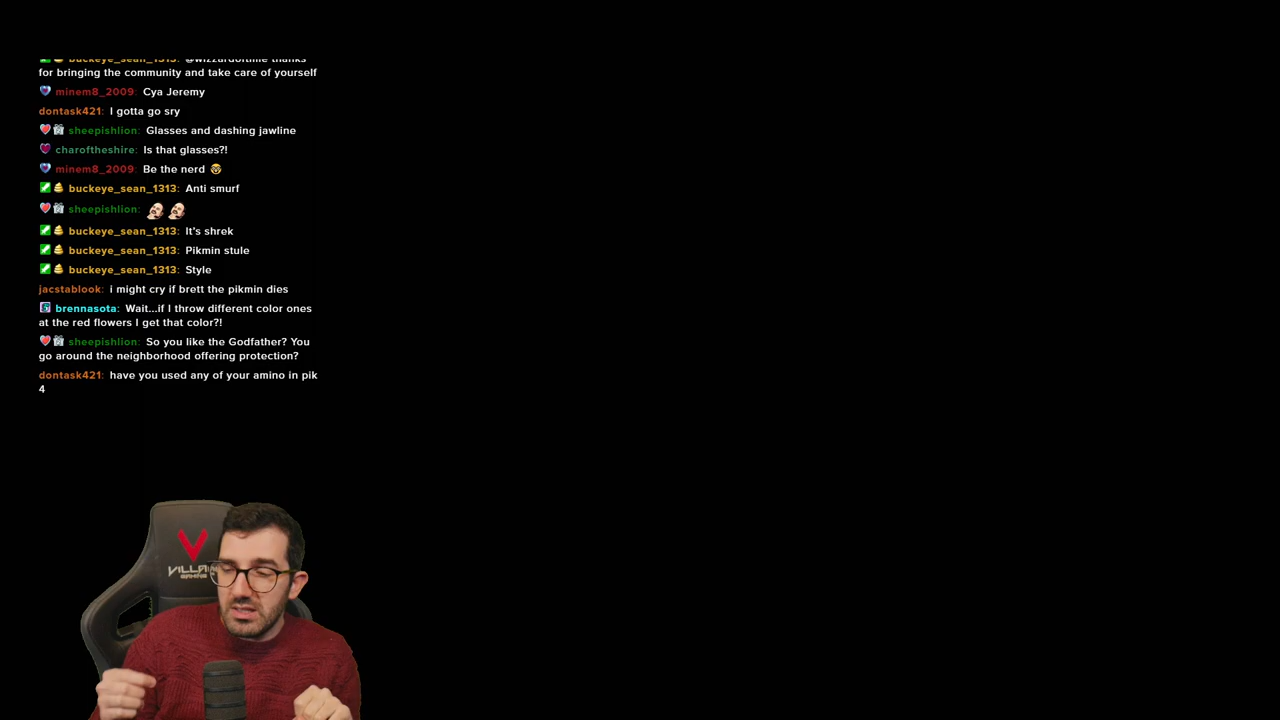 buckeye_sean_1313: @wizzardoftime thanks
for bringing the community and take care of yourself
minem8_2009: Cya Jeremy
dontask421: I gotta go sry
sheepishlion: Glasses and dashing jawline
charoftheshire: Is that glasses?!
minem8_2009: Be the nerd 🤓
buckeye_sean_1313: Anti smurf
sheepishlion:
buckeye_sean_1313: It's shrek
buckeye_sean_1313: Pikmin stule
buckeye_sean_1313: Style
jacstablook: i might cry if brett the pikmin dies
brennasota: Wait...if I throw different color ones
at the red flowers I get that color?!
sheepishlion: So you like the Godfather? You
go around the neighborhood offering protection?
dontask421: have you used any of your amino in pik
4
GAMING